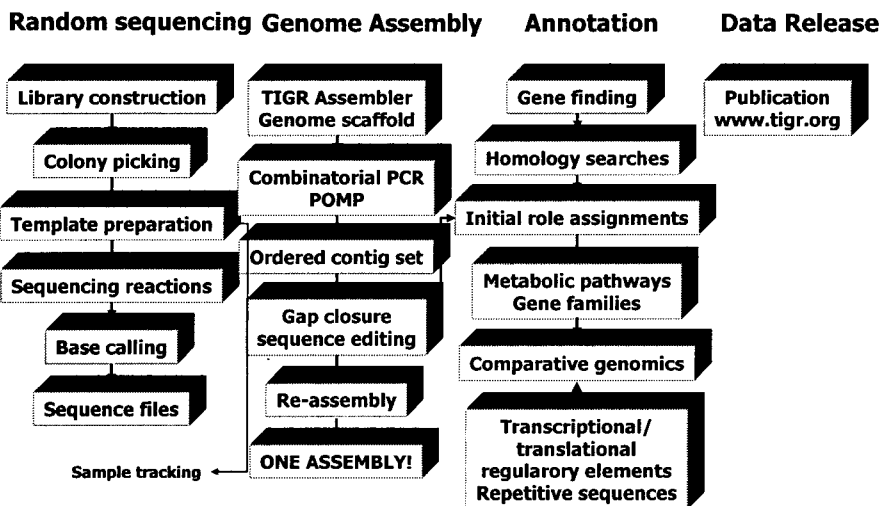 Random sequencing
Library construction
Colony picking
Template preparation
Sequencing reactions
Base calling
Sequence files
Sample tracking
Genome Assembly
TIGR Assembler
Genome scaffold
Combinatorial PCR
POMP
Ordered contig set
Gap closure
sequence editing
Re-assembly
ONE ASSEMBLY!
Annotation
Gene finding
Homology searches
Initial role assignments
Metabolic pathways
Gene families
Comparative genomics
Transcriptional/
translational
regularory elements
Repetitive sequences
Data Release
Publication
www.tigr.org